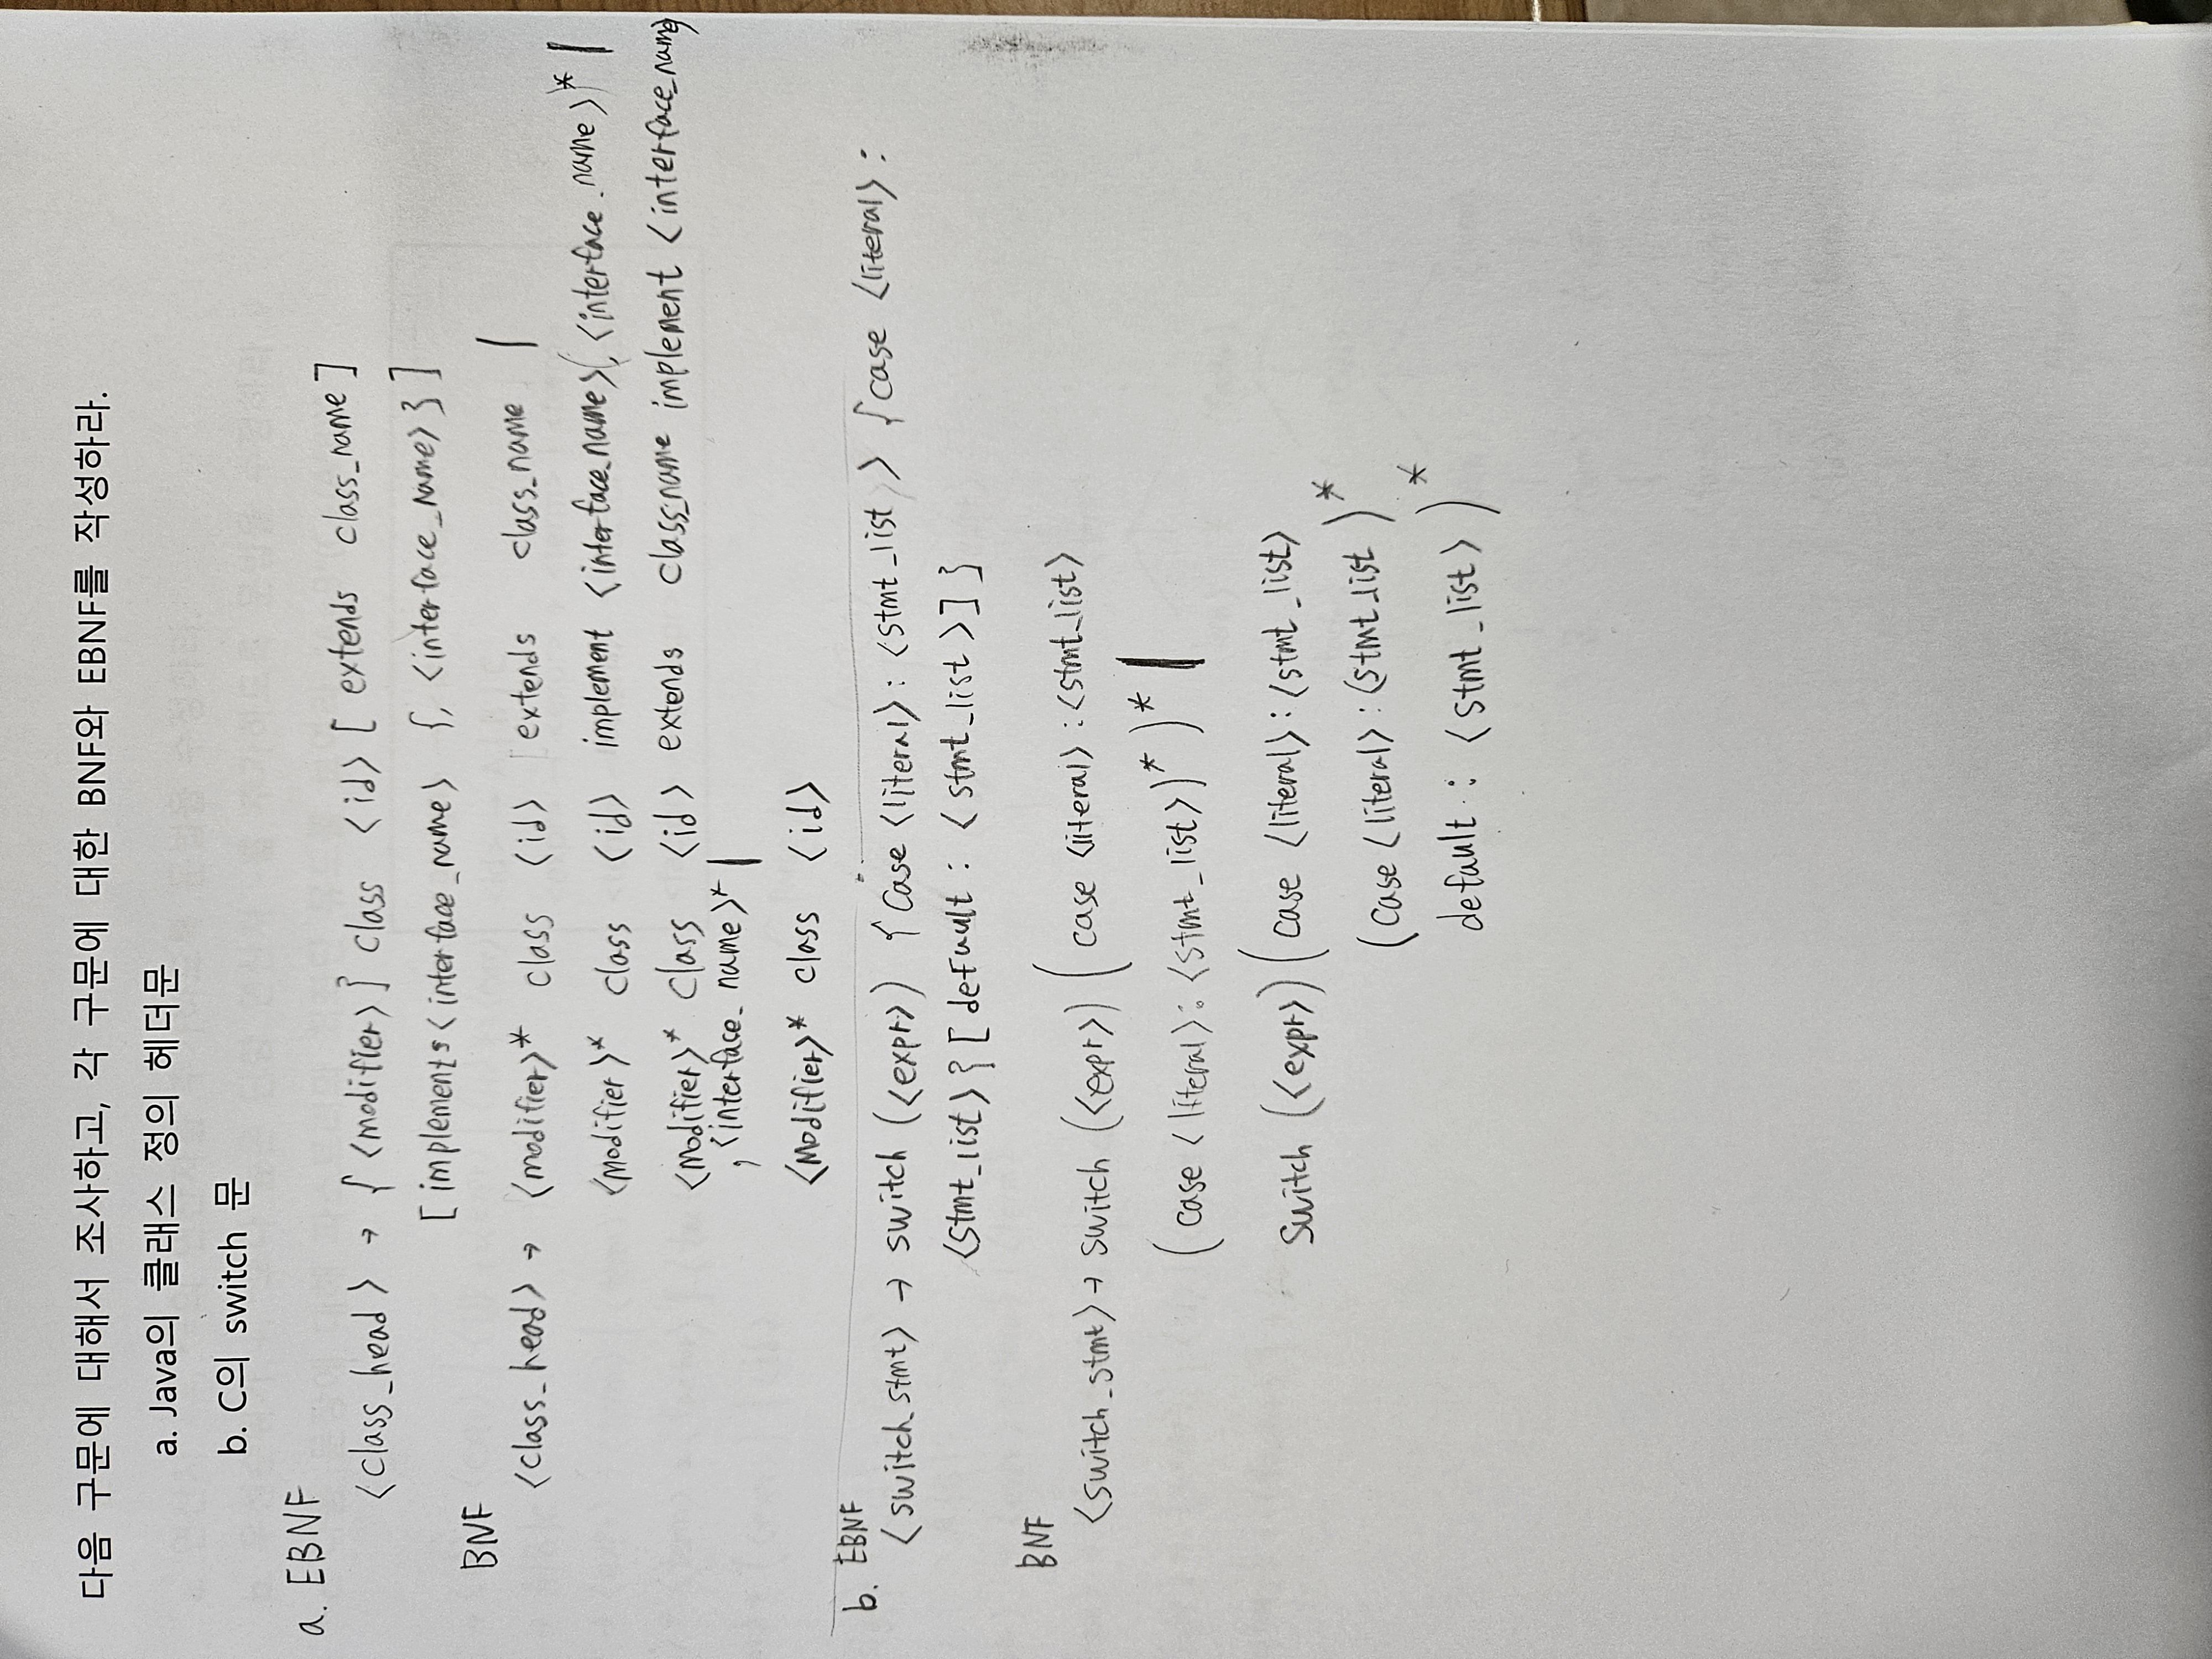 다음 구문에 대해서 조사하고, 각 구문에 대한 BNF와 EBNF를 작성하라.
a. Java의 클래스 정의 헤더문
b. C의 switch 문
a. EBNF
<class_head> → { <modifier> } class <id> [ extends class_name ]
[ implements <interface_name> {, <interface_name> } ]
BNF
<class_head> → <modifier>* class <id> extends class_name |
<modifier>* class <id> implement <interface_name>(, <interface_name>)* |
<modifier>* class <id> extends class_name implement <interface_name>
, <interface_name>* |
<modifier>* class <id>
b. EBNF
<switch_stmt> → switch (<expr>) { case <literal> : <stmt_list> { case <literal> :
<stmt_list> } [ default : <stmt_list> ] }
BNF
<switch_stmt> → switch (<expr>) ( case <literal> : <stmt_list>
( case <literal> : <stmt_list> )* )* |
switch (<expr>) ( case <literal> : <stmt_list>
( case <literal> : <stmt_list )*
default : <stmt_list> )*